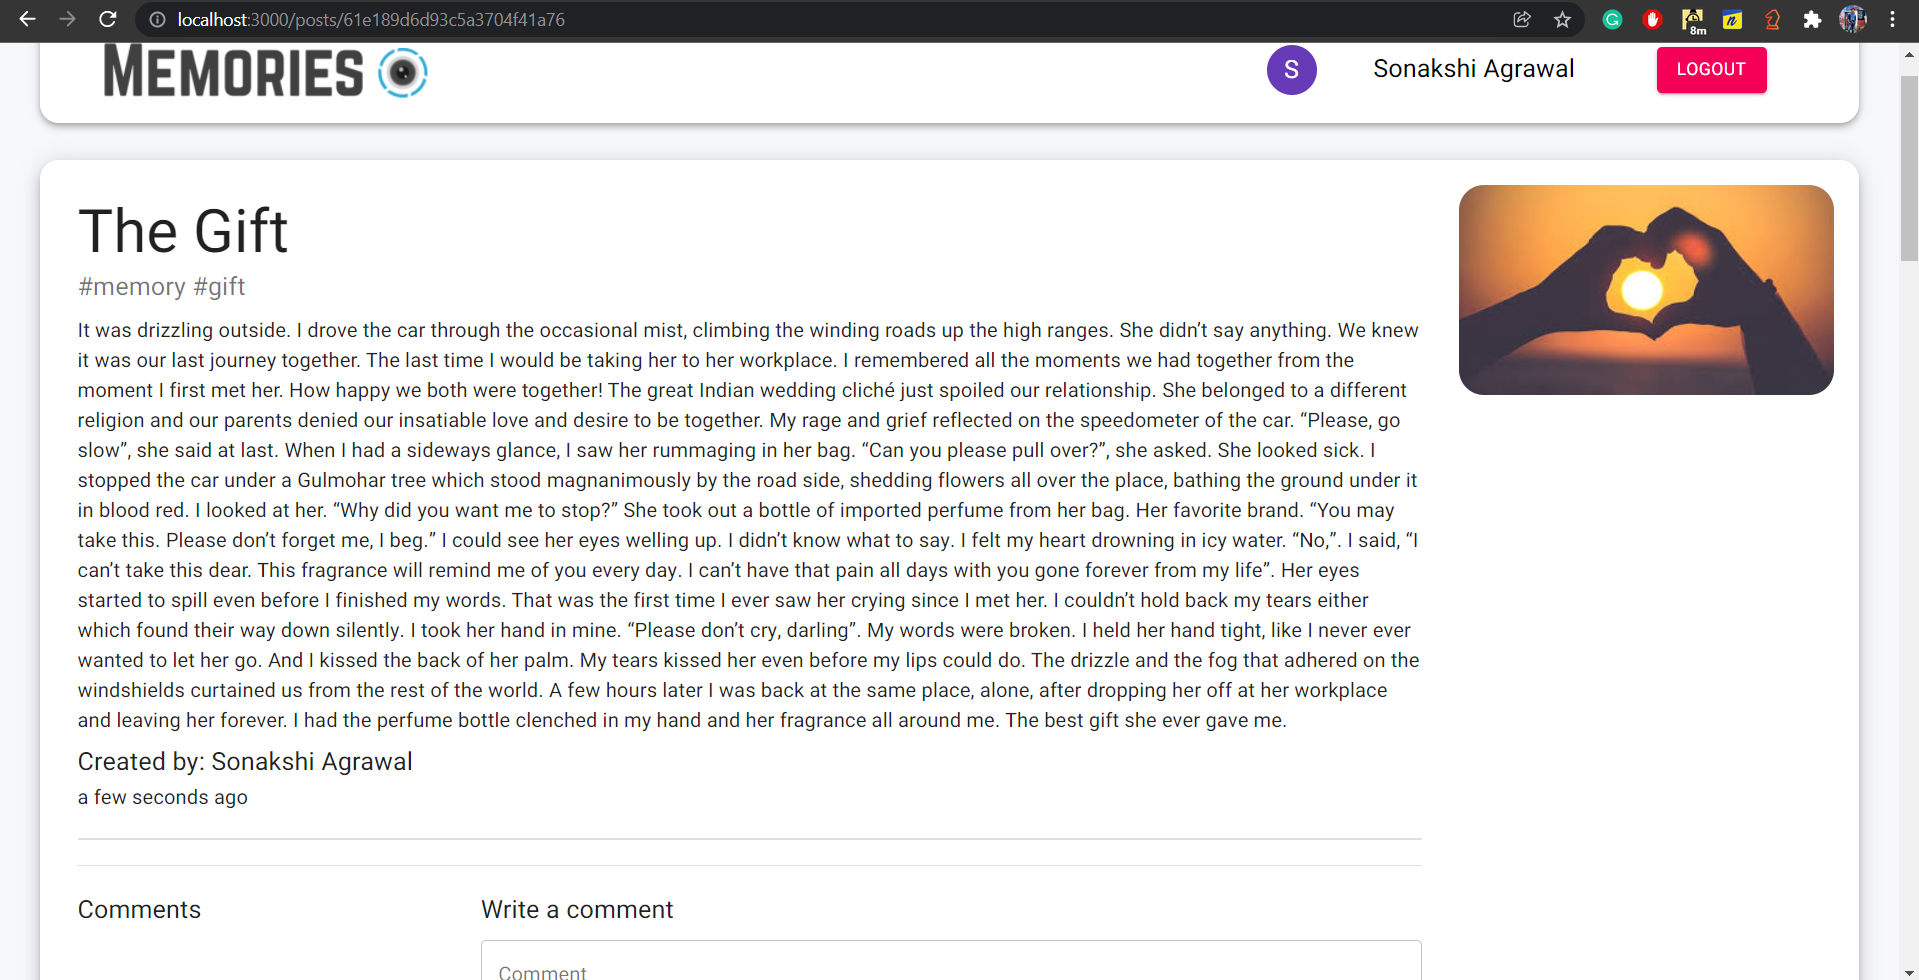 localhost:3000/posts/61e189d6d93c5a3704f41a76
8m
MEMORIES
S
Sonakshi Agrawal
LOGOUT
The Gift
#memory #gift
It was drizzling outside. I drove the car through the occasional mist, climbing the winding roads up the high ranges. She didn’t say anything. We knew
it was our last journey together. The last time I would be taking her to her workplace. I remembered all the moments we had together from the
moment I first met her. How happy we both were together! The great Indian wedding cliché just spoiled our relationship. She belonged to a different
religion and our parents denied our insatiable love and desire to be together. My rage and grief reflected on the speedometer of the car. “Please, go
slow”, she said at last. When I had a sideways glance, I saw her rummaging in her bag. “Can you please pull over?”, she asked. She looked sick. I
stopped the car under a Gulmohar tree which stood magnanimously by the road side, shedding flowers all over the place, bathing the ground under it
in blood red. I looked at her. “Why did you want me to stop?” She took out a bottle of imported perfume from her bag. Her favorite brand. “You may
take this. Please don’t forget me, I beg.” I could see her eyes welling up. I didn’t know what to say. I felt my heart drowning in icy water. “No,”. I said, “I
can’t take this dear. This fragrance will remind me of you every day. I can’t have that pain all days with you gone forever from my life”. Her eyes
started to spill even before I finished my words. That was the first time I ever saw her crying since I met her. I couldn’t hold back my tears either
which found their way down silently. I took her hand in mine. “Please don’t cry, darling”. My words were broken. I held her hand tight, like I never ever
wanted to let her go. And I kissed the back of her palm. My tears kissed her even before my lips could do. The drizzle and the fog that adhered on the
windshields curtained us from the rest of the world. A few hours later I was back at the same place, alone, after dropping her off at her workplace
and leaving her forever. I had the perfume bottle clenched in my hand and her fragrance all around me. The best gift she ever gave me.
Created by: Sonakshi Agrawal
a few seconds ago
Comments
Write a comment
Comment